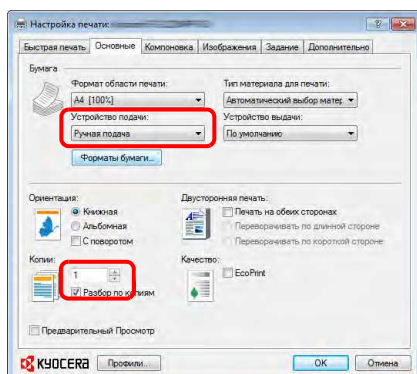 Настройка печати:
Быстрая печать Основные Компоновка Изображения Задание Дополнительно
Бумага
Формат области печати: Тип материала для печати:
A4 [100%] Автоматический выбор матер
Устройство подачи: Устройство выдачи:
Ручная подача По умолчанию
Форматы бумаги...
Ориентация: Двусторонняя печать:
Книжная Печать на обеих сторонах
Альбомная Переворачивать по длинной стороне
С поворотом Переворачивать по короткой стороне
Копии: Качество:
1 EcoPrint
Разбор по копиям
Предварительный Просмотр
KYOCERA Профили... OK Отмена